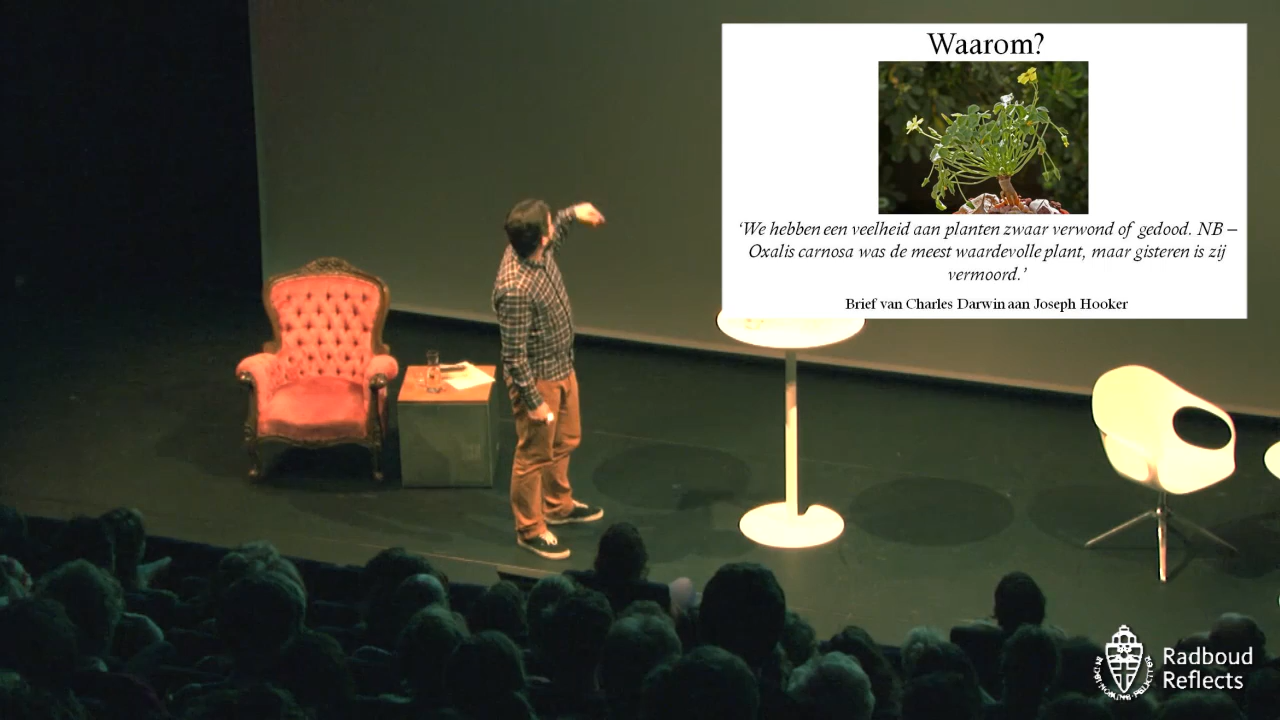 Waarom?
‘We hebben een veelheid aan planten zwaar verwond of gedood. NB –
Oxalis carnosa was de meest waardevolle plant, maar gisteren is zij
vermoord.’
Brief van Charles Darwin aan Joseph Hooker
Radboud
Reflects